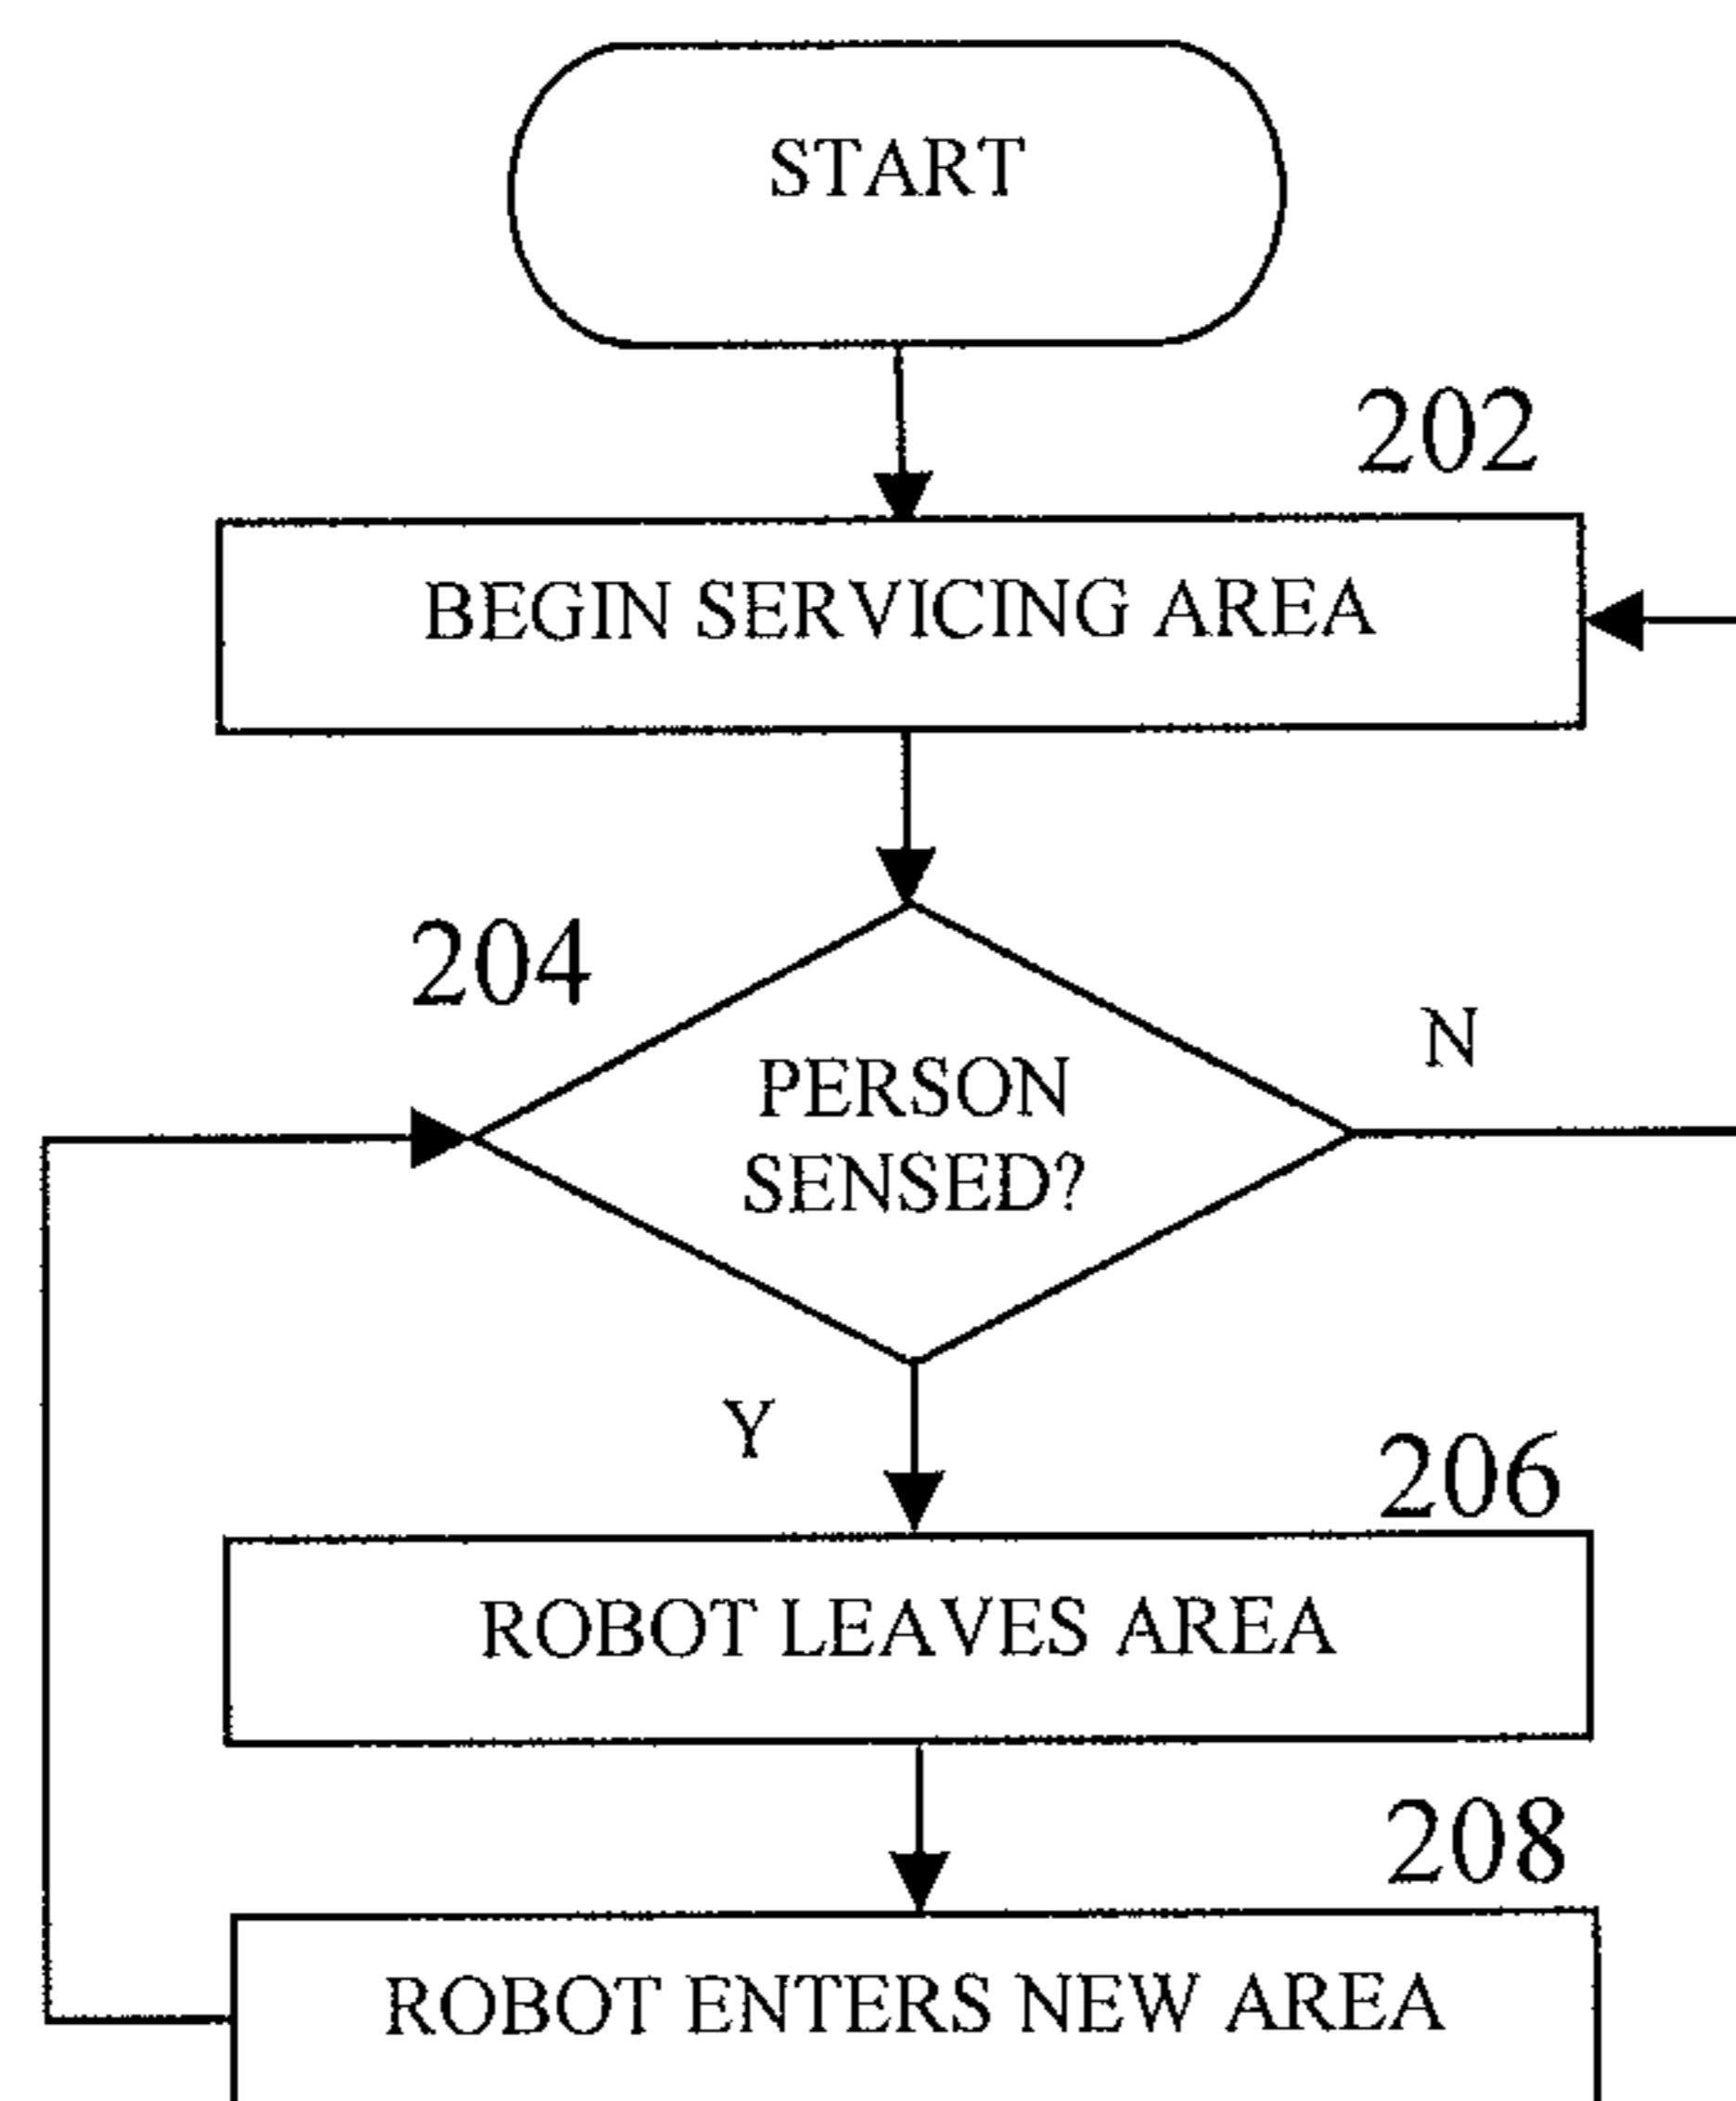 START
202
BEGIN SERVICING AREA
204
N
PERSON
SENSED?
Y
206
ROBOT LEAVES AREA
208
ROBOT ENTERS NEW AREA